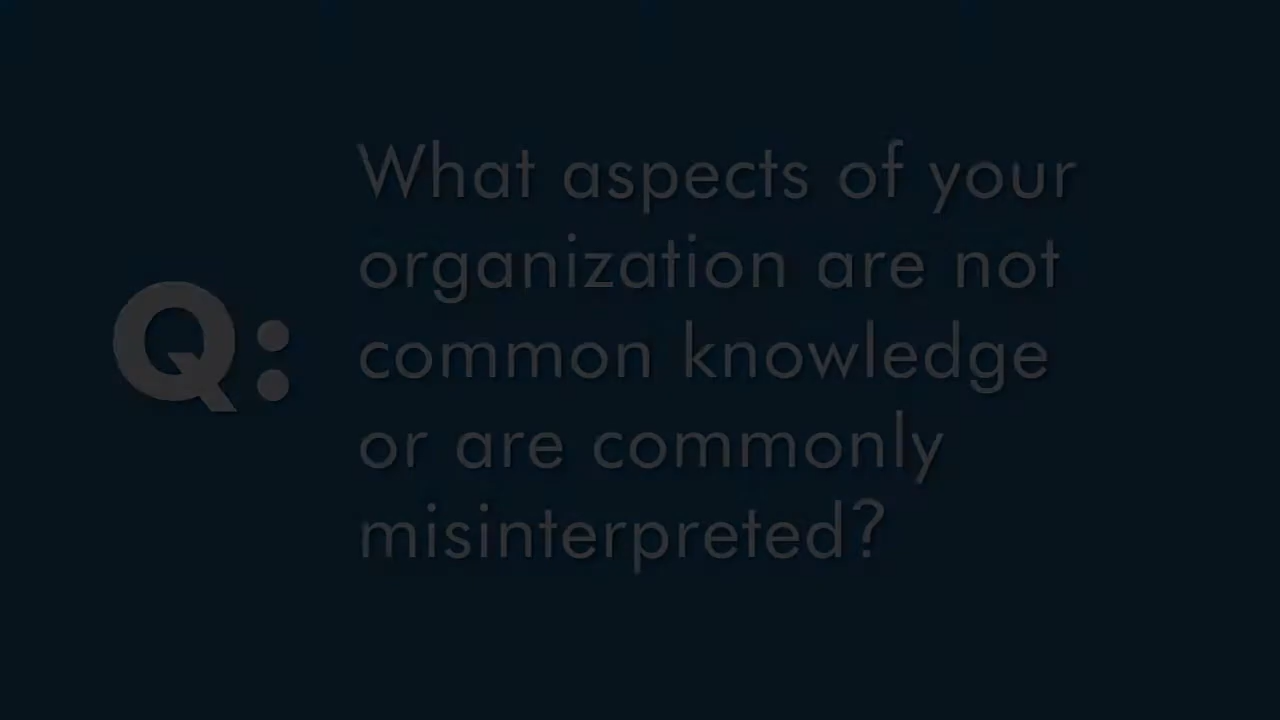 Q:
What aspects of your
organization are not
common knowledge
or are commonly
misinterpreted?